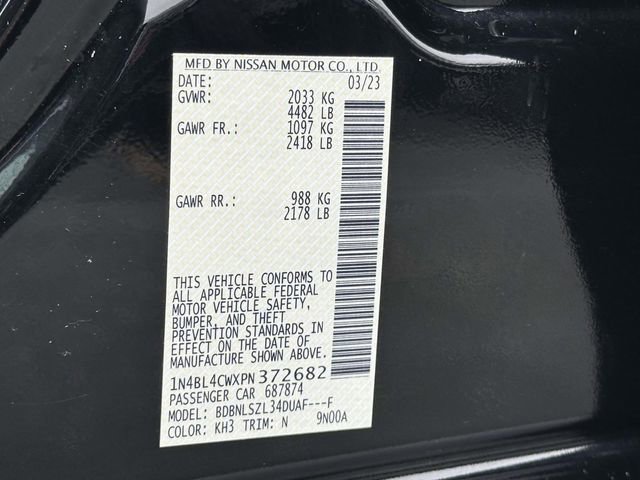 MFD BY NISSAN MOTOR CO., LTD.
DATE: 03/23
GVWR: 2033 KG
4482 LB
GAWR FR.: 1097 KG
2418 LB
GAWR RR.: 988 KG
2178 LB
THIS VEHICLE CONFORMS TO
ALL APPLICABLE FEDERAL
MOTOR VEHICLE SAFETY,
BUMPER, AND THEFT
PREVENTION STANDARDS IN
EFFECT ON THE DATE OF
MANUFACTURE SHOWN ABOVE.
1N4BL4CWXPN372682
PASSENGER CAR 687874
MODEL: BDBNLSZL34DUAF---F
COLOR: KH3 TRIM: N 9N00A